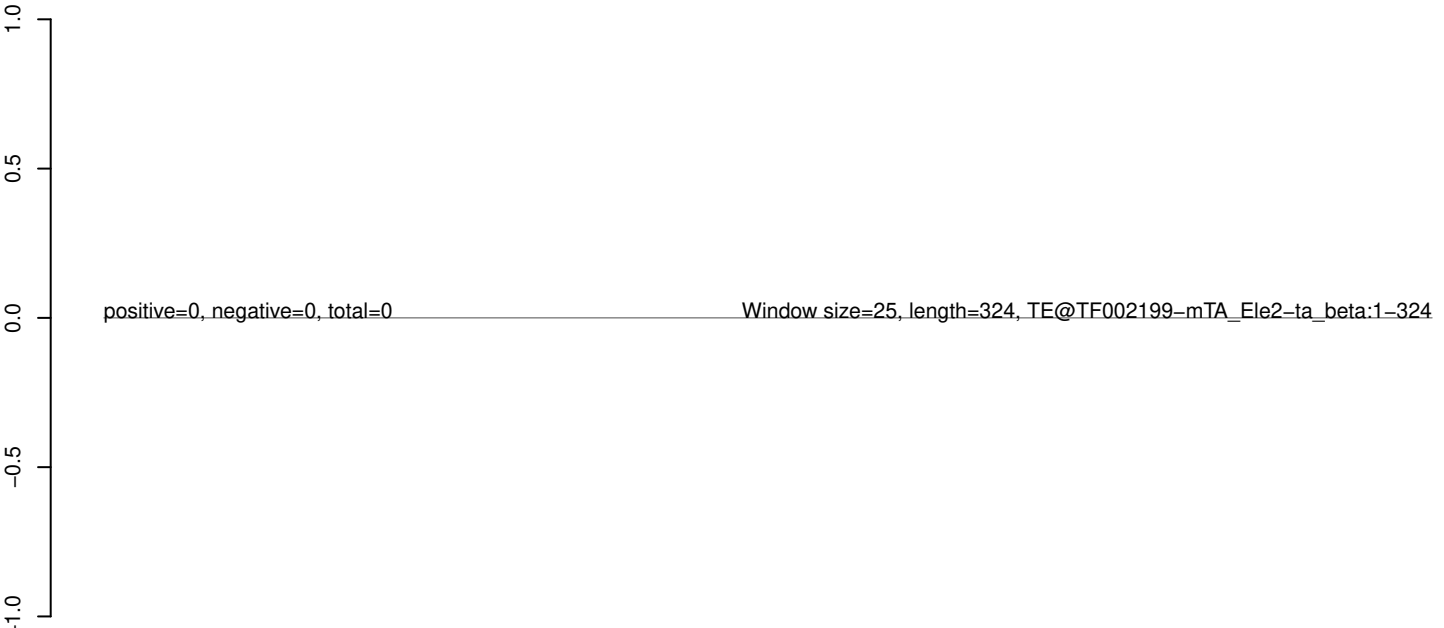 1.0
0.5
0.0
−0.5
−1.0
positive=0, negative=0, total=0
Window size=25, length=324, TE@TF002199−mTA_Ele2−ta_beta:1−324